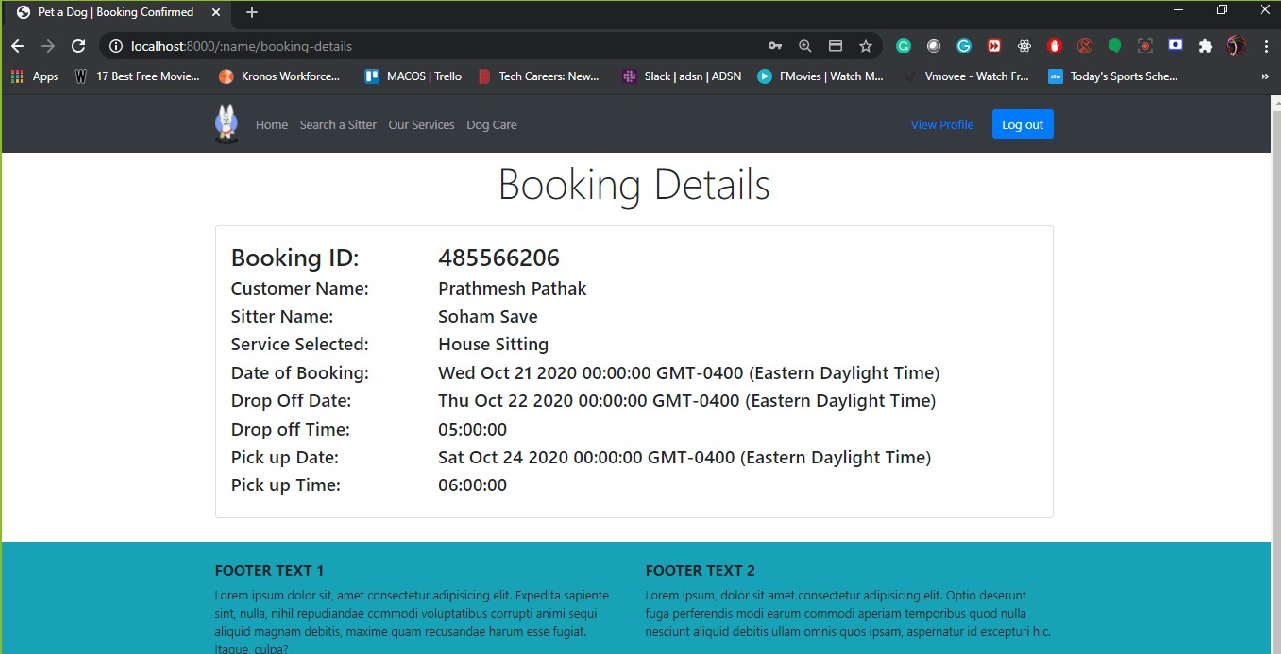 Pet a Dog | Booking Confirmed
localhost:8000/:name/booking-details
Apps 17 Best Free Movie... Kronos Workforce... MACOS | Trello Tech Careers: New... Slack | adsn | ADSN FMovies | Watch M... Vmovee - Watch Fr... Today's Sports Sche...
Home Search a Sitter Our Services Dog Care View Profile Log out
Booking Details
Booking ID: 485566206
Customer Name: Prathmesh Pathak
Sitter Name: Soham Save
Service Selected: House Sitting
Date of Booking: Wed Oct 21 2020 00:00:00 GMT-0400 (Eastern Daylight Time)
Drop Off Date: Thu Oct 22 2020 00:00:00 GMT-0400 (Eastern Daylight Time)
Drop off Time: 05:00:00
Pick up Date: Sat Oct 24 2020 00:00:00 GMT-0400 (Eastern Daylight Time)
Pick up Time: 06:00:00
FOOTER TEXT 1
Lorem ipsum dolor sit, amet consectetur adipisicing elit. Expedita sapiente
sint, nulla, nihil repudiandae commodi voluptatibus corrupti animi sequi
aliquid magnam debitis, maxime quam recusandae harum esse fugiat.
Itaque, culpa?
FOOTER TEXT 2
Lorem ipsum, dolor sit amet consectetur adipisicing elit. Optio deserunt
fuga perferendis modi earum commodi aperiam temporibus quod nulla
nesciunt aliquid debitis ullam omnis quos ipsam, aspernatur id excepturi hic.